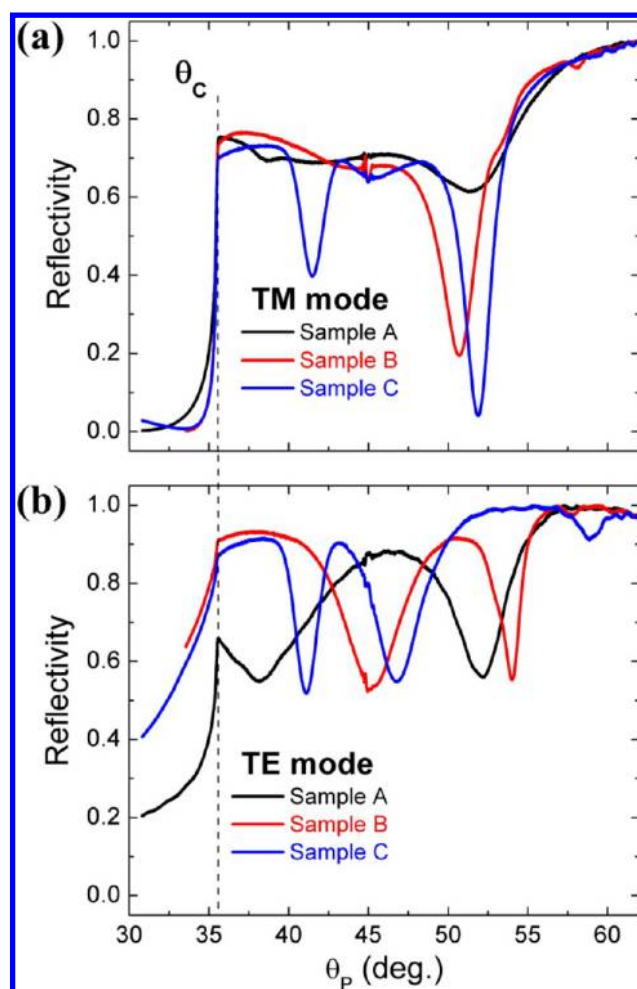 (a)
1.0
0.8
0.6
0.4
0.2
0.0
Reflectivity
θC
TM mode
Sample A
Sample B
Sample C
(b)
1.0
0.8
0.6
0.4
0.2
0.0
Reflectivity
TE mode
Sample A
Sample B
Sample C
30 35 40 45 50 55 60
θP (deg.)